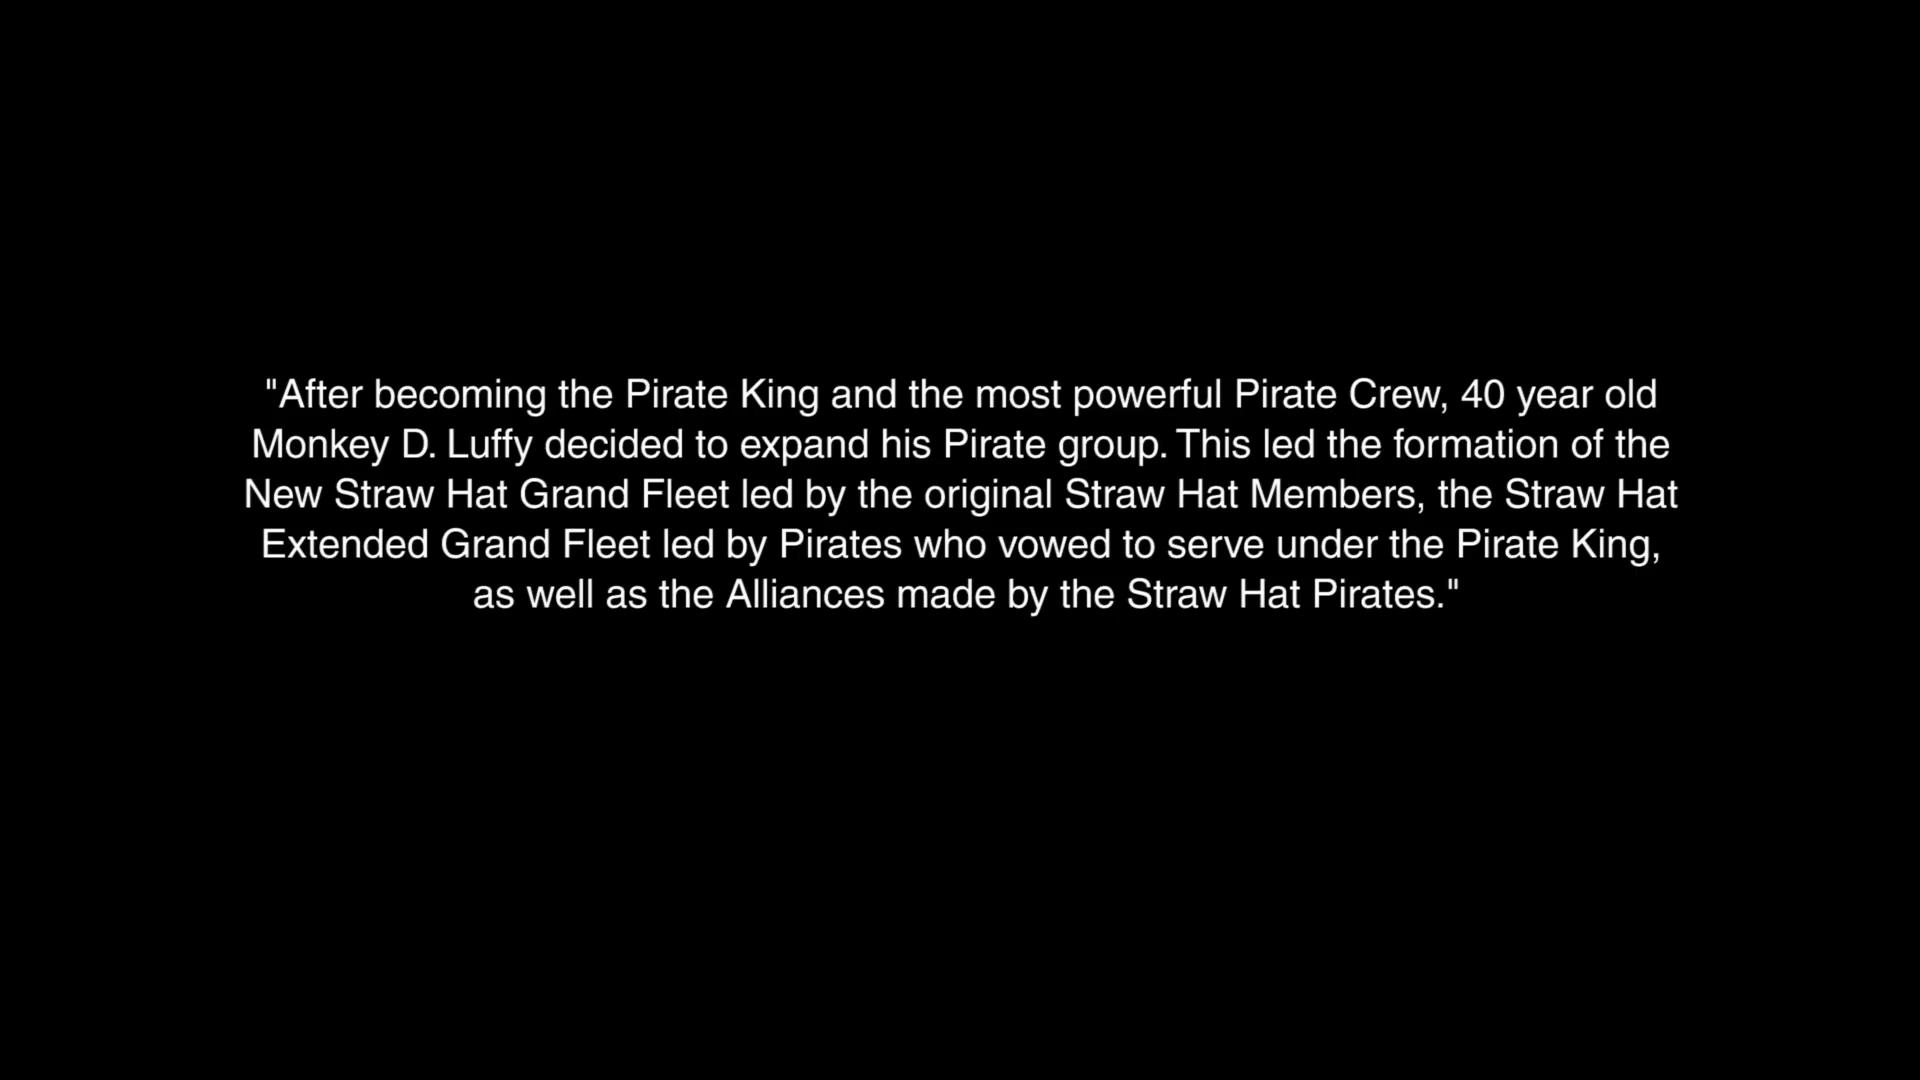 "After becoming the Pirate King and the most powerful Pirate Crew, 40 year old
Monkey D. Luffy decided to expand his Pirate group. This led the formation of the
New Straw Hat Grand Fleet led by the original Straw Hat Members, the Straw Hat
Extended Grand Fleet led by Pirates who vowed to serve under the Pirate King,
as well as the Alliances made by the Straw Hat Pirates."